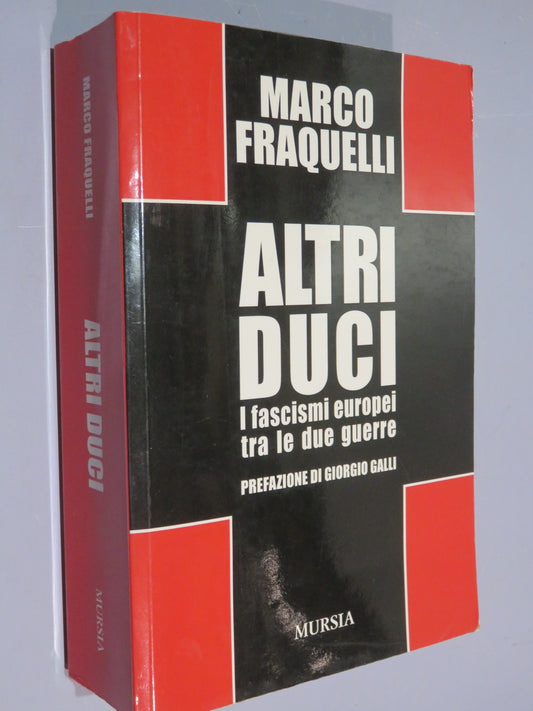 MARCO FRAQUELLI
ALTRI DUCI
MURSIA
MARCO
FRAQUELLI
ALTRI
DUCI
I fascismi europei
tra le due guerre
PREFAZIONE DI GIORGIO GALLI
MURSIA